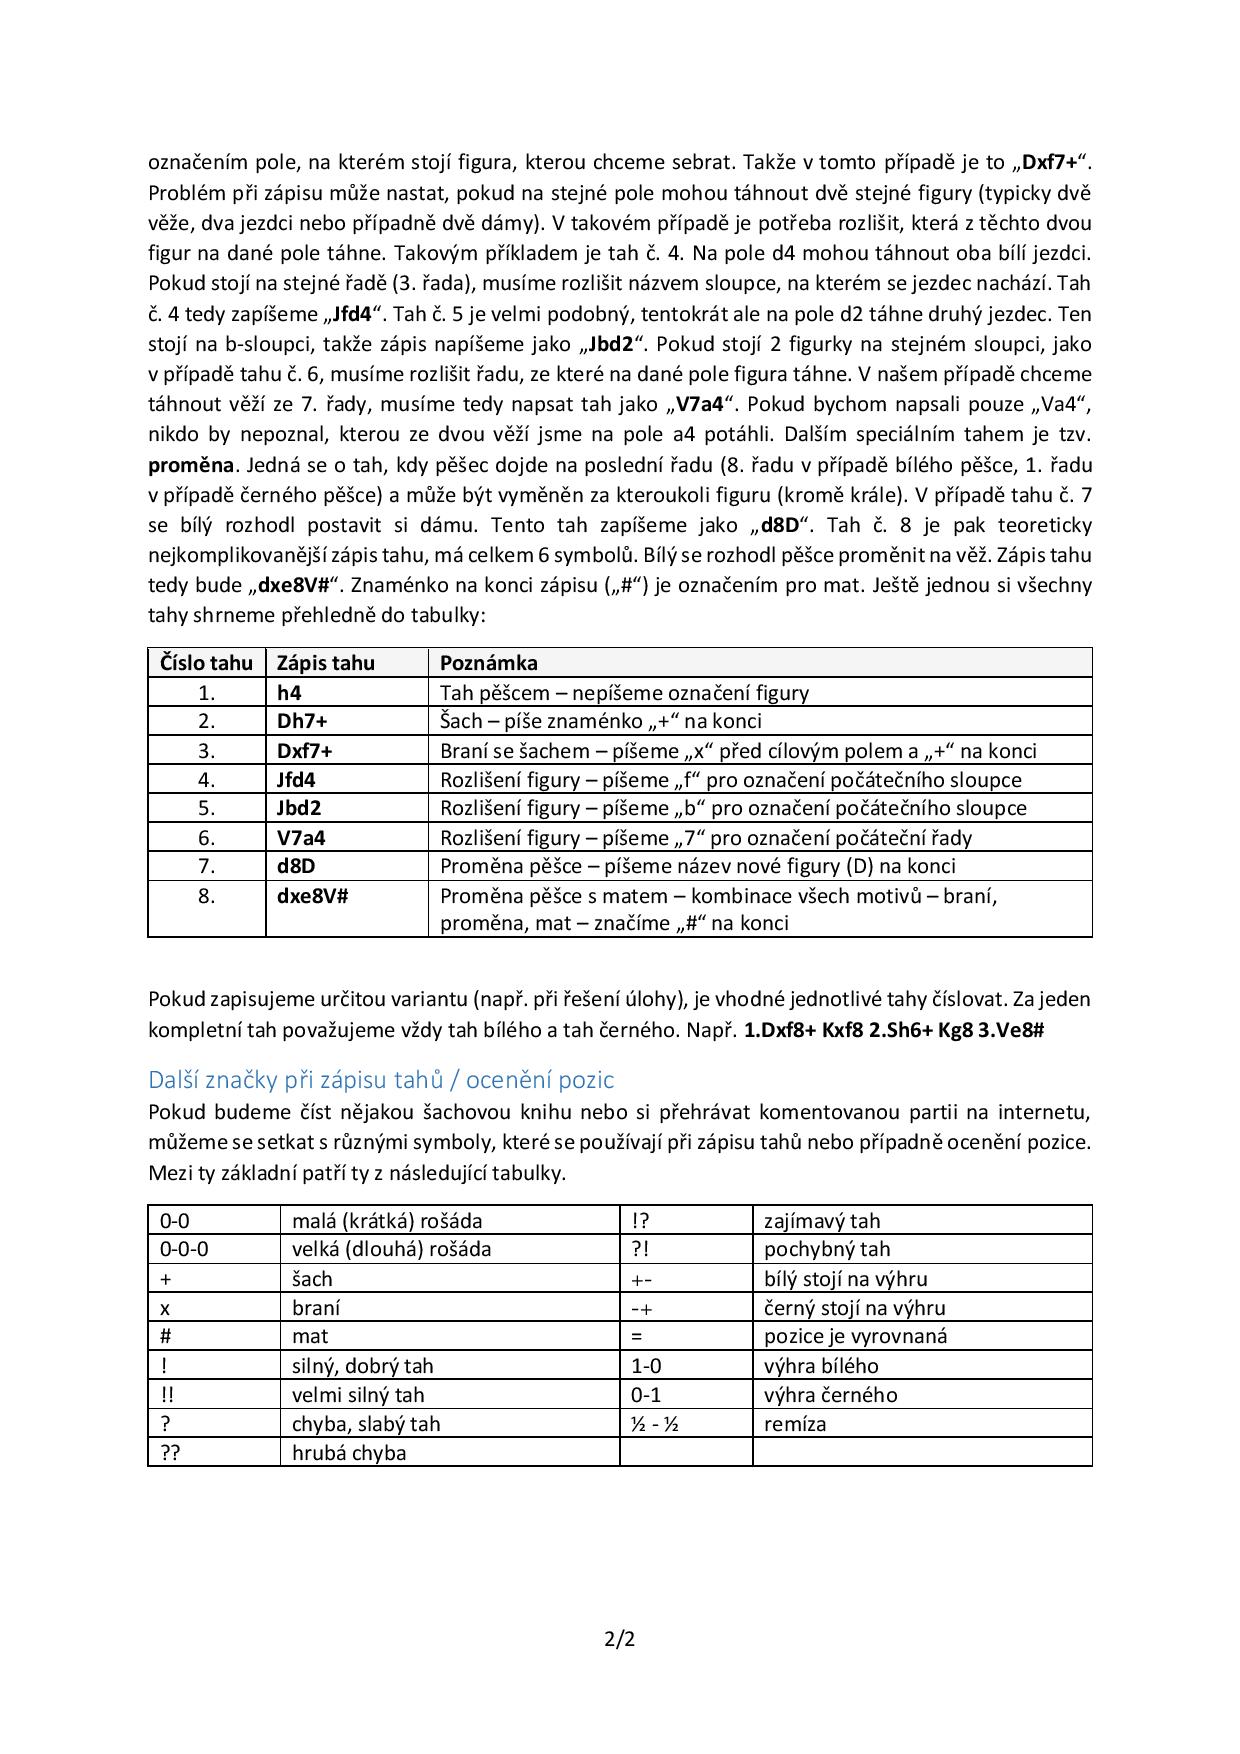 označením pole, na kterém stojí figura, kterou chceme sebrat. Takže v tomto případě je to „Dxf7+“.
Problém při zápisu může nastat, pokud na stejné pole mohou táhnout dvě stejné figury (typicky dvě
věže, dva jezdci nebo případně dvě dámy). V takovém případě je potřeba rozlišit, která z těchto dvou
figur na dané pole táhne. Takovým příkladem je tah č. 4. Na pole d4 mohou táhnout oba bílí jezdci.
Pokud stojí na stejné řadě (3. řada), musíme rozlišit názvem sloupce, na kterém se jezdec nachází. Tah
č. 4 tedy zapíšeme „Jfd4“. Tah č. 5 je velmi podobný, tentokrát ale na pole d2 táhne druhý jezdec. Ten
stojí na b-sloupci, takže zápis napíšeme jako „Jbd2“. Pokud stojí 2 figurky na stejném sloupci, jako
v případě tahu č. 6, musíme rozlišit řadu, ze které na dané pole figura táhne. V našem případě chceme
táhnout věží ze 7. řady, musíme tedy napsat tah jako „V7a4“. Pokud bychom napsali pouze „Va4“,
nikdo by nepoznal, kterou ze dvou věží jsme na pole a4 potáhli. Dalším speciálním tahem je tzv.
proměna. Jedná se o tah, kdy pěšec dojde na poslední řadu (8. řadu v případě bílého pěšce, 1. řadu
v případě černého pěšce) a může být vyměněn za kteroukoli figuru (kromě krále). V případě tahu č. 7
se bílý rozhodl postavit si dámu. Tento tah zapíšeme jako „d8D“. Tah č. 8 je pak teoreticky
nejkomplikovanější zápis tahu, má celkem 6 symbolů. Bílý se rozhodl pěšce proměnit na věž. Zápis tahu
tedy bude „dxe8V#“. Znaménko na konci zápisu („#“) je označením pro mat. Ještě jednou si všechny
tahy shrneme přehledně do tabulky:
Číslo tahu Zápis tahu Poznámka
1. h4 Tah pěšcem – nepíšeme označení figury
2. Dh7+ Šach – píše znaménko „+“ na konci
3. Dxf7+ Braní se šachem – píšeme „x“ před cílovým polem a „+“ na konci
4. Jfd4 Rozlišení figury – píšeme „f“ pro označení počátečního sloupce
5. Jbd2 Rozlišení figury – píšeme „b“ pro označení počátečního sloupce
6. V7a4 Rozlišení figury – píšeme „7“ pro označení počáteční řady
7. d8D Proměna pěšce – píšeme název nové figury (D) na konci
8. dxe8V# Proměna pěšce s matem – kombinace všech motivů – braní,
proměna, mat – značíme „#“ na konci
Pokud zapisujeme určitou variantu (např. při řešení úlohy), je vhodné jednotlivé tahy číslovat. Za jeden
kompletní tah považujeme vždy tah bílého a tah černého. Např. 1.Dxf8+ Kxf8 2.Sh6+ Kg8 3.Ve8#
Další značky při zápisu tahů / ocenění pozic
Pokud budeme číst nějakou šachovou knihu nebo si přehrávat komentovanou partii na internetu,
můžeme se setkat s různými symboly, které se používají při zápisu tahů nebo případně ocenění pozice.
Mezi ty základní patří ty z následující tabulky.
0-0 malá (krátká) rošáda !? zajímavý tah
0-0-0 velká (dlouhá) rošáda ?! pochybný tah
+ šach +- bílý stojí na výhru
x braní -+ černý stojí na výhru
# mat = pozice je vyrovnaná
! silný, dobrý tah 1-0 výhra bílého
!! velmi silný tah 0-1 výhra černého
? chyba, slabý tah ½ - ½ remíza
?? hrubá chyba
2/2